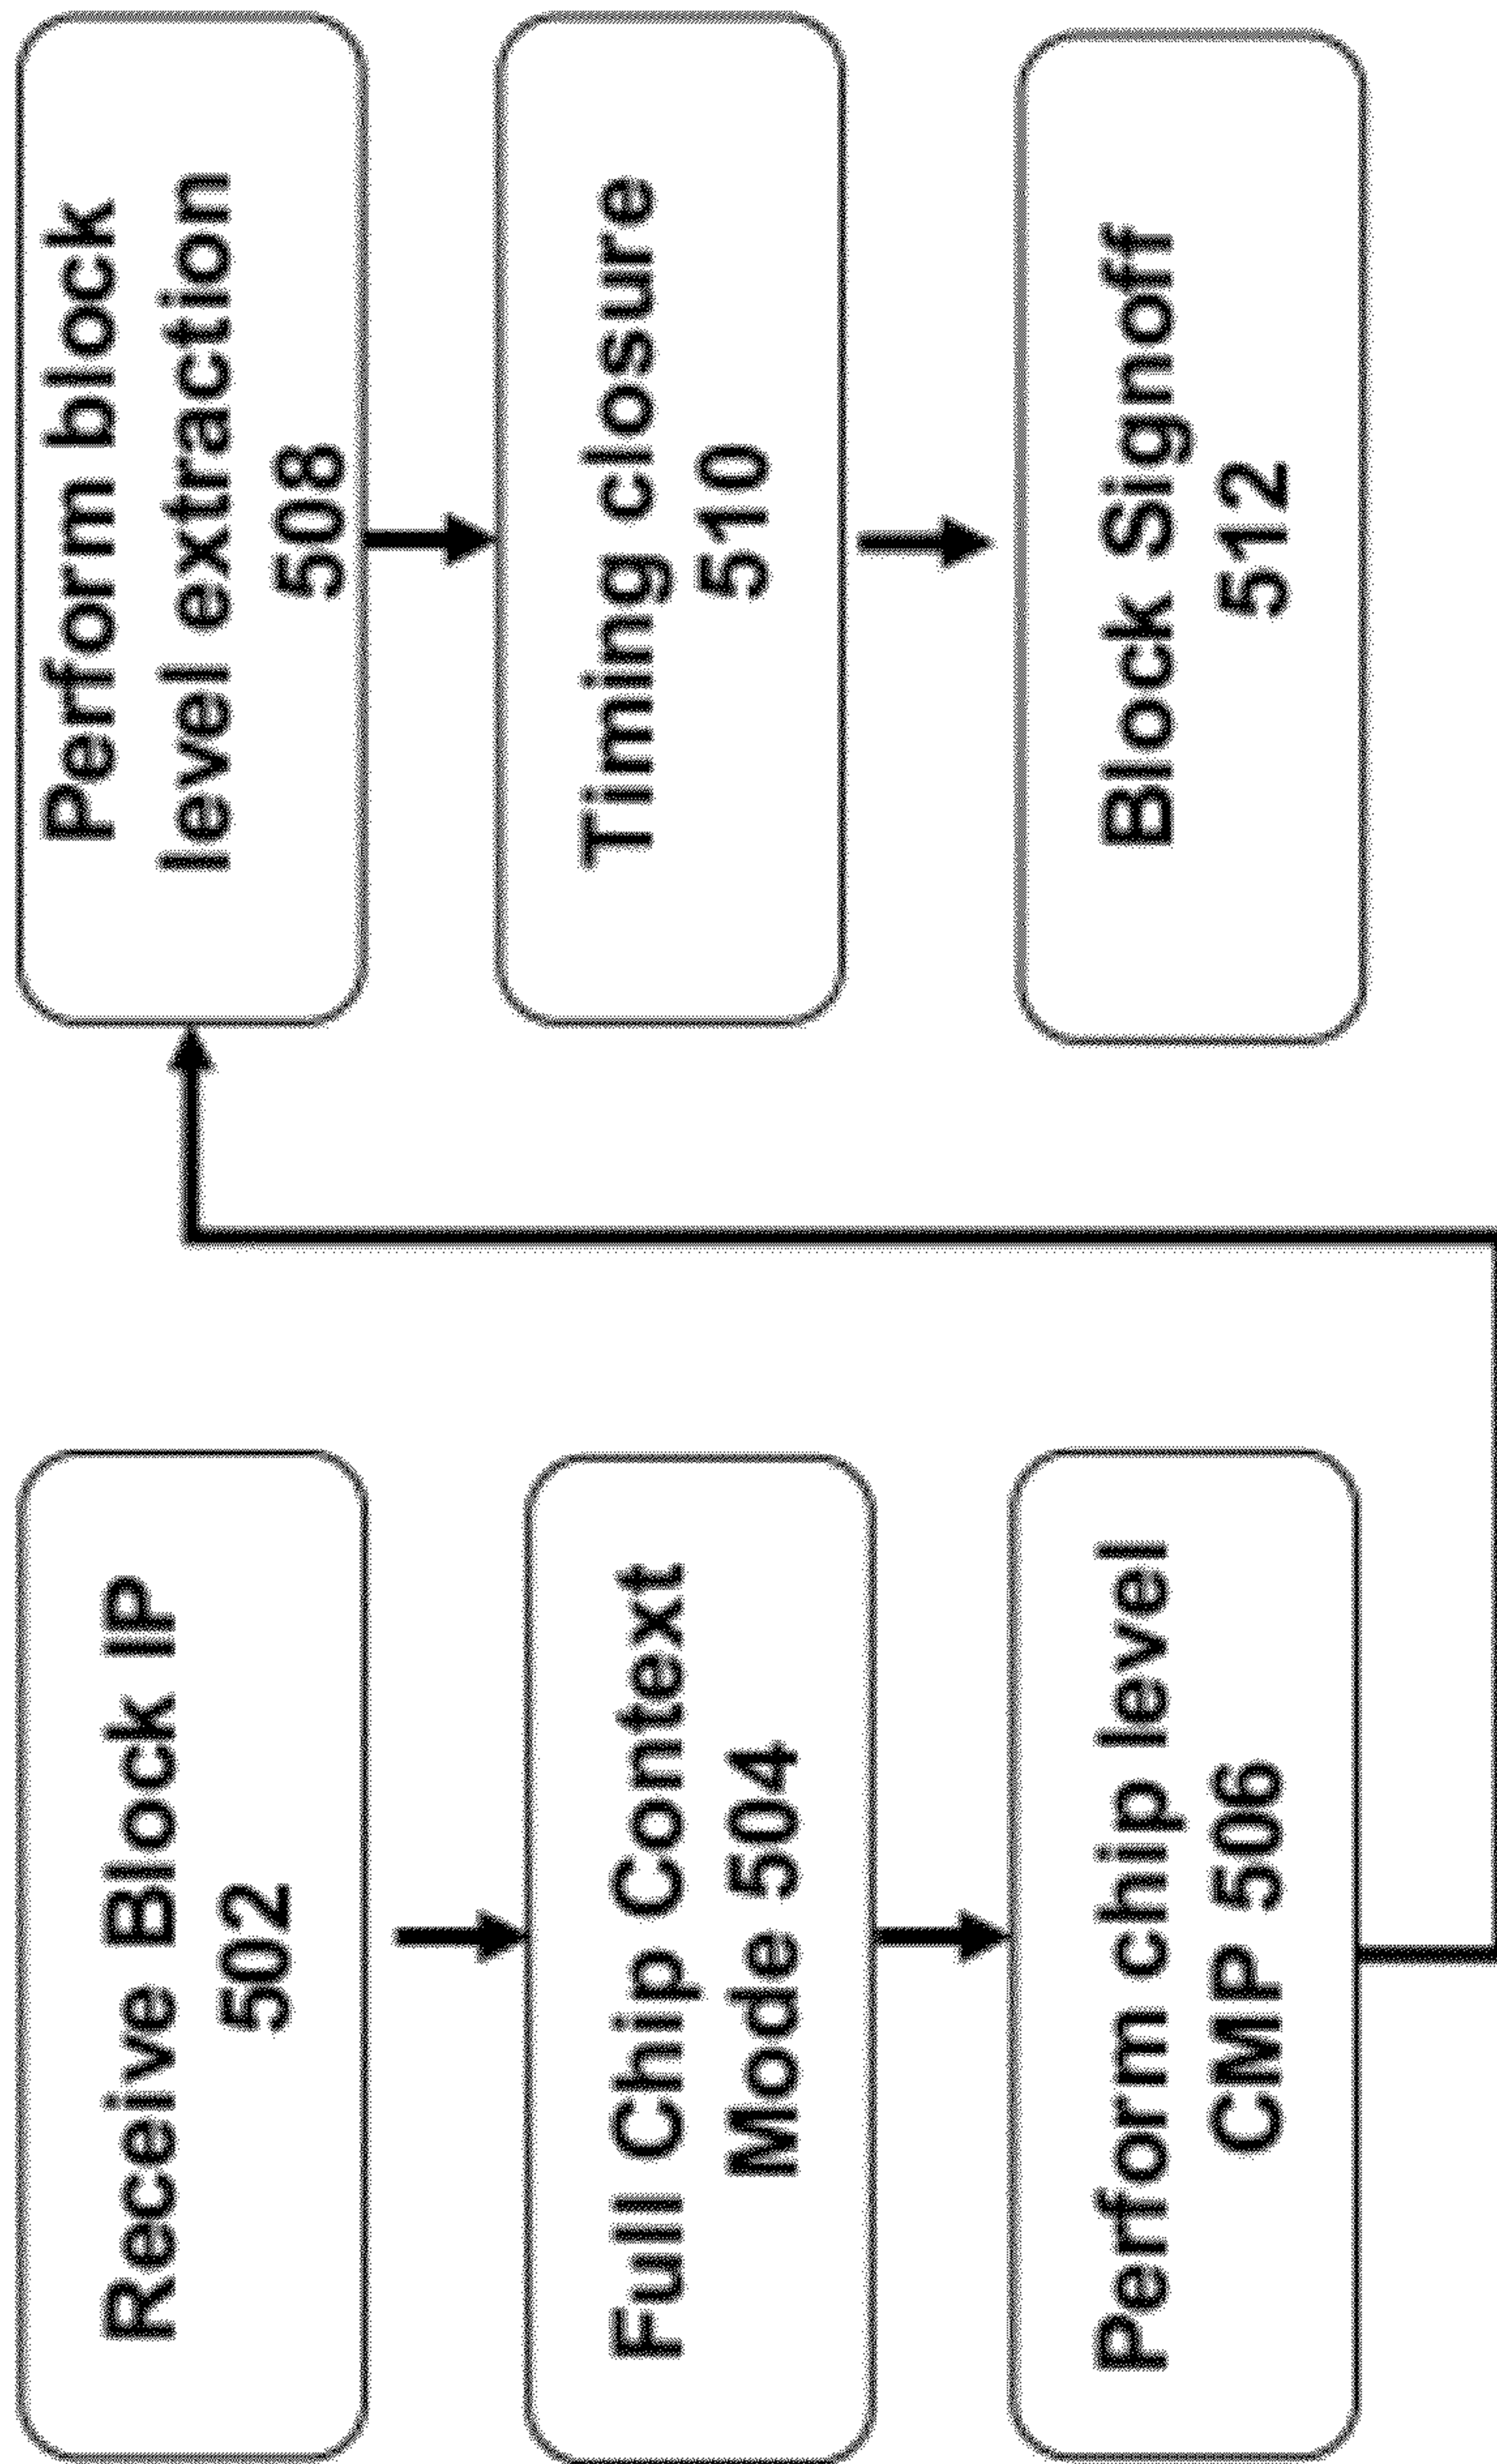 Receive Block IP
502
Full Chip Context
Mode 504
Perform chip level
CMP 506
Perform block
level extraction
508
Timing closure
510
Block Signoff
512